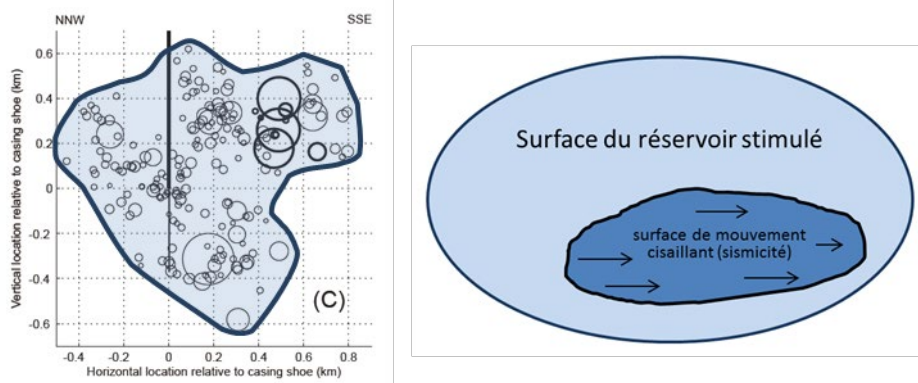 NNW
SSE
0.6
0.4
0.2
0
-0.2
-0.4
-0.6
Vertical location relative to casing shoe (km)
(C)
-0.4
-0.2
0
0.2
0.4
0.6
0.8
Horizontal location relative to casing shoe (km)
Surface du réservoir stimulé
surface de mouvement
cisaillant (sismicité)